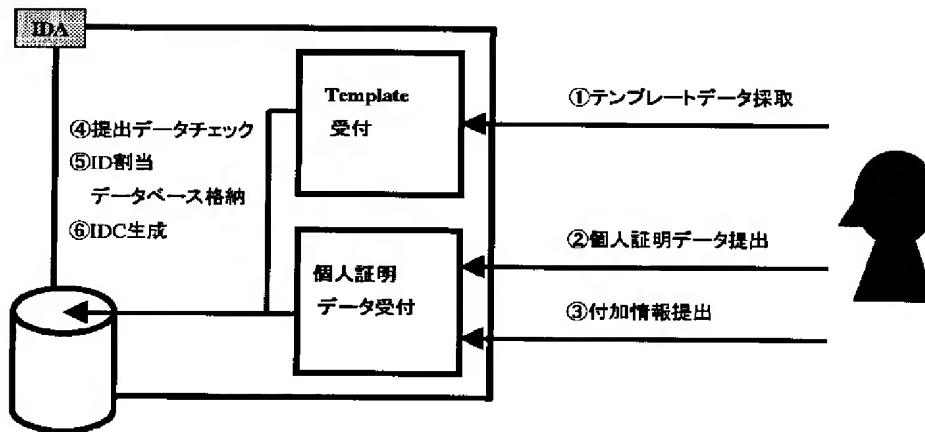 IDA
Template
受付
①テンプレートデータ採取
④提出データチェック
⑤ID割当
データベース格納
⑥IDC生成
個人証明
データ受付
②個人証明データ提出
③付加情報提出